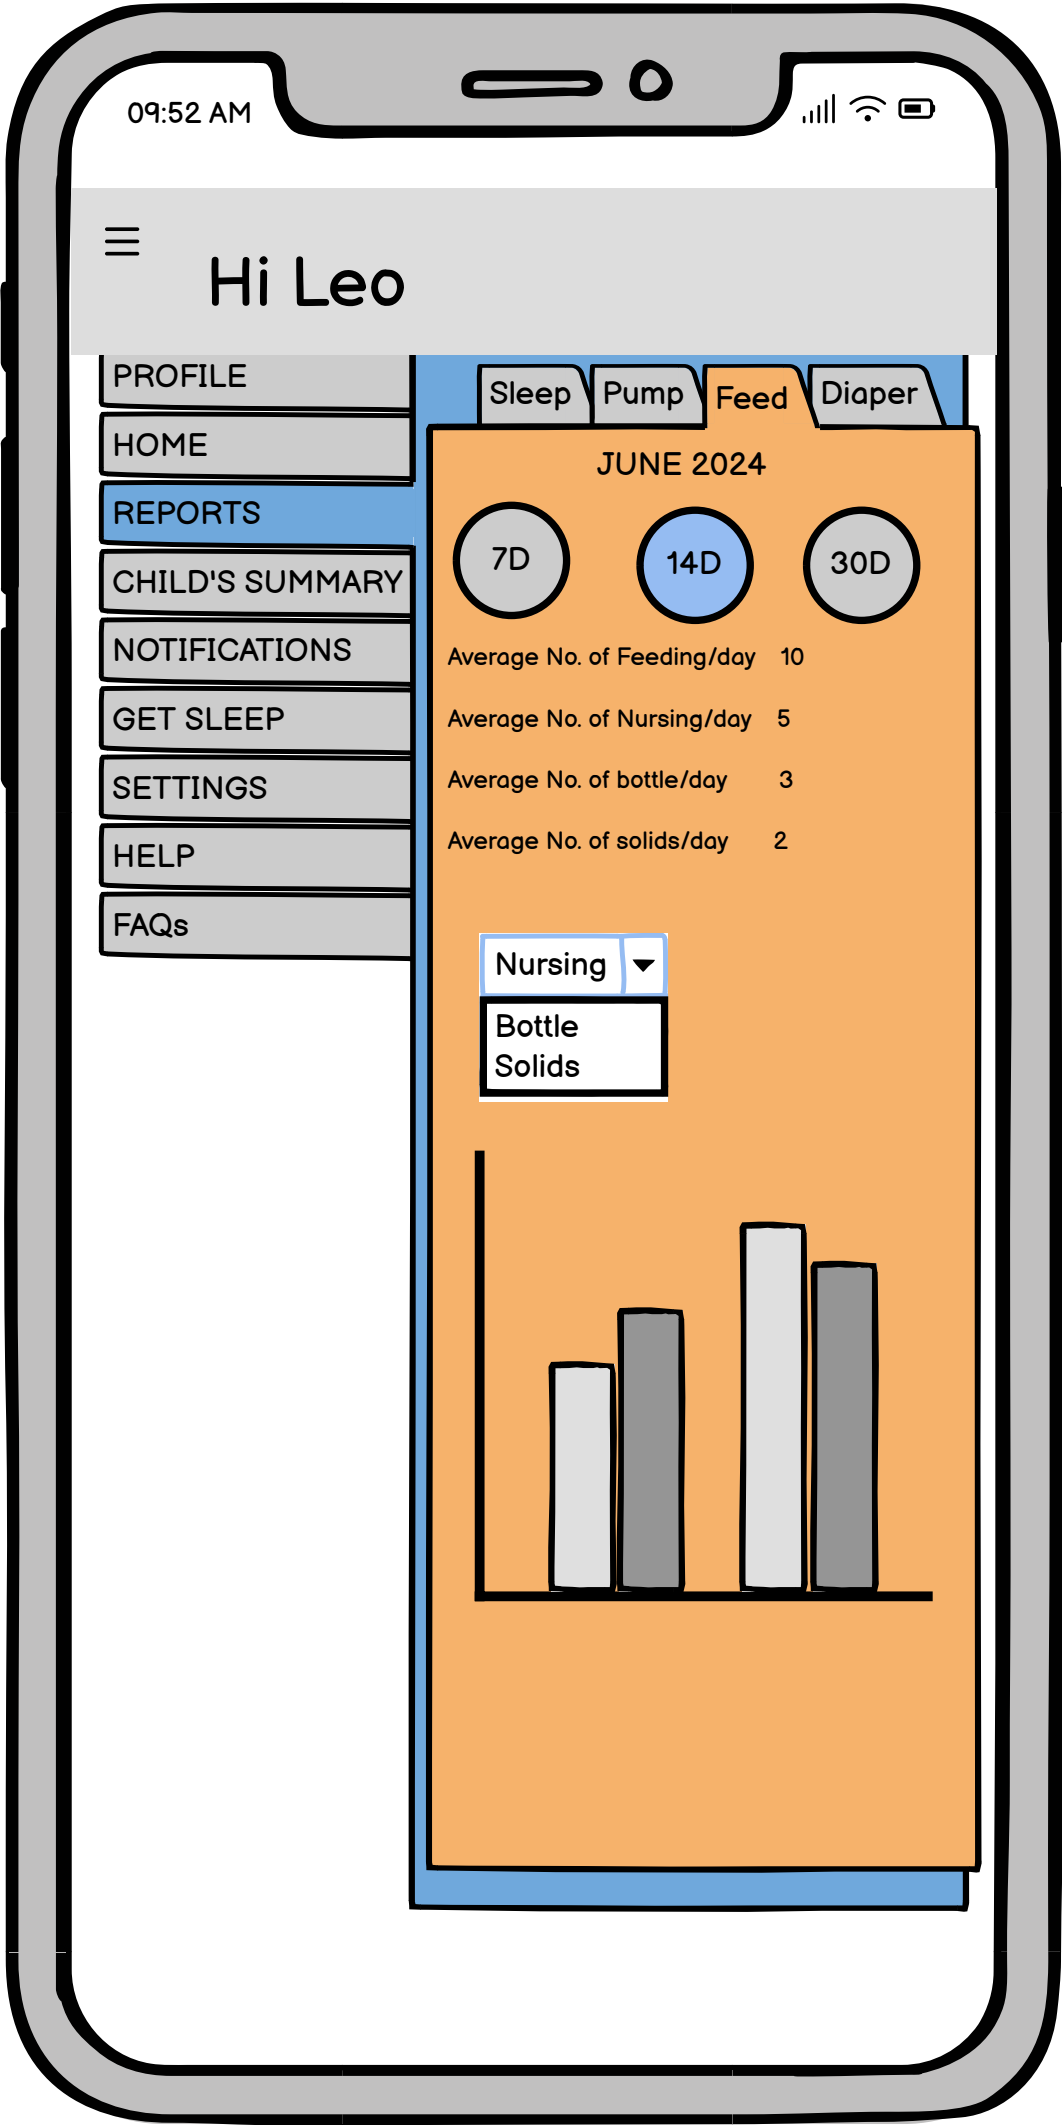 09:52 AM
Hi Leo
PROFILE
HOME
REPORTS
CHILD'S SUMMARY
NOTIFICATIONS
GET SLEEP
SETTINGS
HELP
FAQs
Sleep Pump Feed Diaper
JUNE 2024
7D 14D 30D
Average No. of Feeding/day 10
Average No. of Nursing/day 5
Average No. of bottle/day 3
Average No. of solids/day 2
Nursing
Bottle
Solids